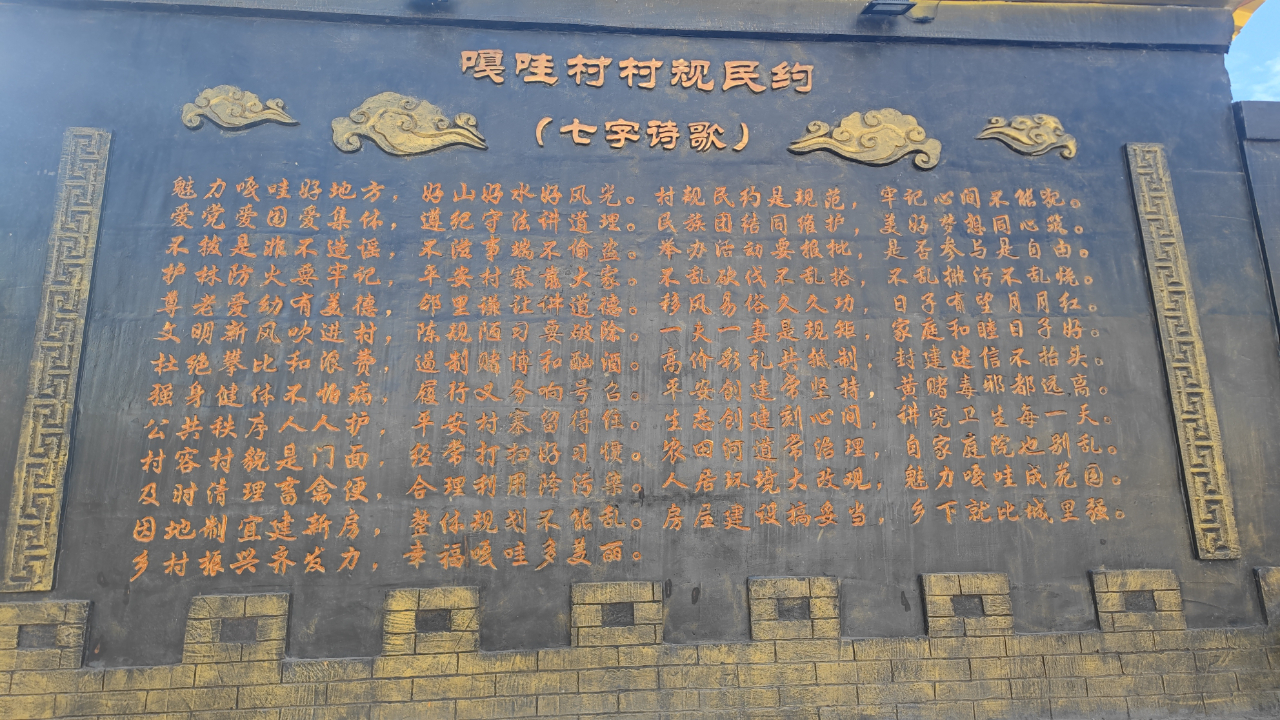 嘎哇村村规民约
(七字诗歌)
魅力嘎哇好地方，好山好水好风光。村规民约是规范，牢记心间不能犯。
爱党爱国爱集体，遵纪守法讲道理。民族团结同维护，美好梦想同心筑。
不拔是非不造谣，不滋事端不偷盗。举办活动要报批，是否参与是自由。
护林防火要牢记，平安村寨靠大家。不乱砍伐不乱搭，不乱排污不乱烧。
尊老爱幼有美德，邻里谦让伴道德。移风易俗久久功，日子有望月月红。
文明新风吹进村，陈规陋习要破除。一夫一妻是规矩，家庭和睦日子好。
杜绝攀比和浪费，遏制赌博和酗酒。高价彩礼共抵制，封建迷信不抬头。
强身健体不怕病，履行义务响号召。平安创建常坚持，黄赌毒邪都远离。
公共秩序人人护，平安村寨留得住。生态创建到心间，讲究卫生每一天。
村容村貌是门面，经常打扫好习惯。农田河道常治理，自家庭院也别乱。
及时清理畜禽便，合理利用降污染。人居环境大改观，魅力嘎哇成花园。
因地制宜建新房，整体规划不能乱。房屋建设搞妥当，乡下就比城里强。
乡村振兴齐发力，幸福嘎哇多美丽。